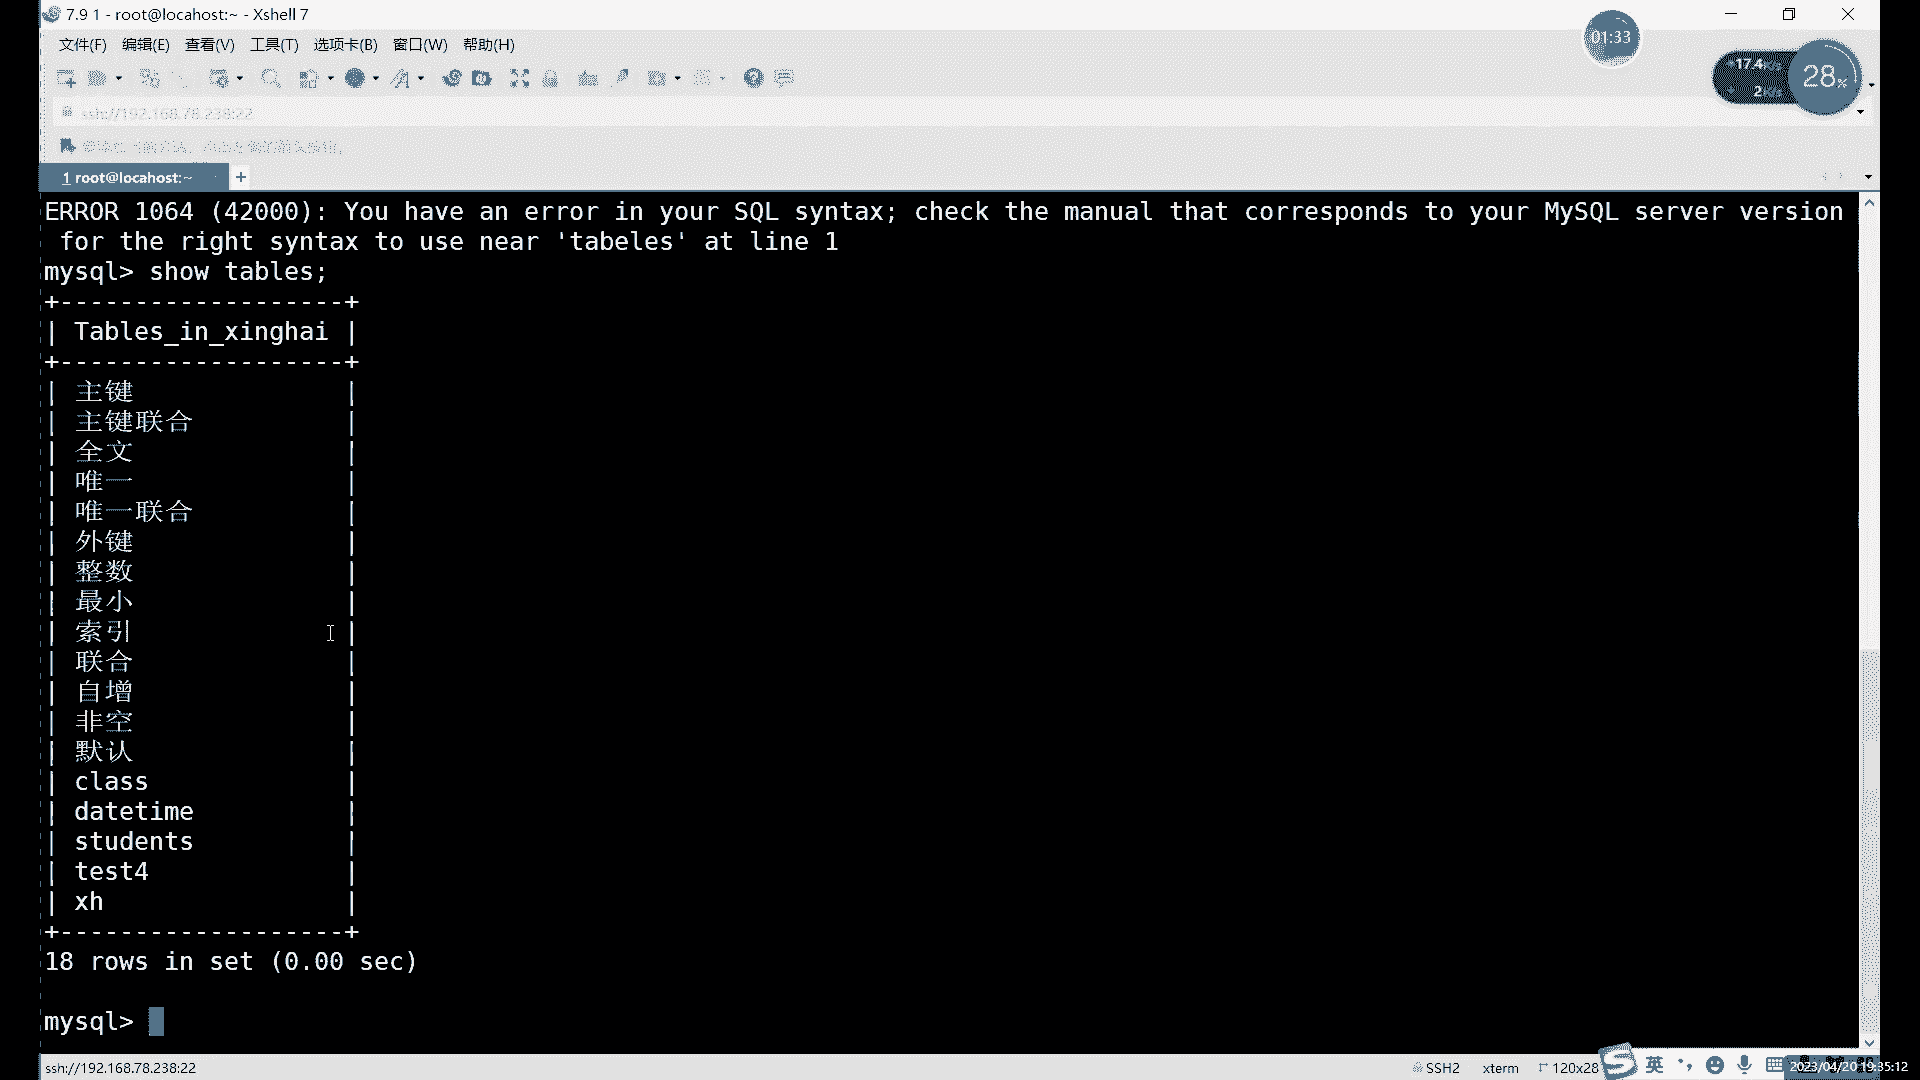 7.9 1 - root@locahost:~ - Xshell 7
01:33
文件(F) 编辑(E) 查看(V) 工具(T) 选项卡(B) 窗口(W) 帮助(H)
17.4K/s
28%
2K/s
ssh://192.168.78.238:22
1 root@locahost:~
+
ERROR 1064 (42000): You have an error in your SQL syntax; check the manual that corresponds to your MySQL server version
for the right syntax to use near 'tabeles' at line 1
mysql> show tables;
+-------------------+
| Tables_in_xinghai |
+-------------------+
| 主键 |
| 主键联合 |
| 全文 |
| 唯一 |
| 唯一联合 |
| 外键 |
| 整数 |
| 最小 |
| 索引 |
| 联合 |
| 自增 |
| 非空 |
| 默认 |
| class |
| datetime |
| students |
| test4 |
| xh |
+-------------------+
18 rows in set (0.00 sec)
mysql>
ssh://192.168.78.238:22 SSH2 xterm 120x28 英 2023/04/20 19:35:12